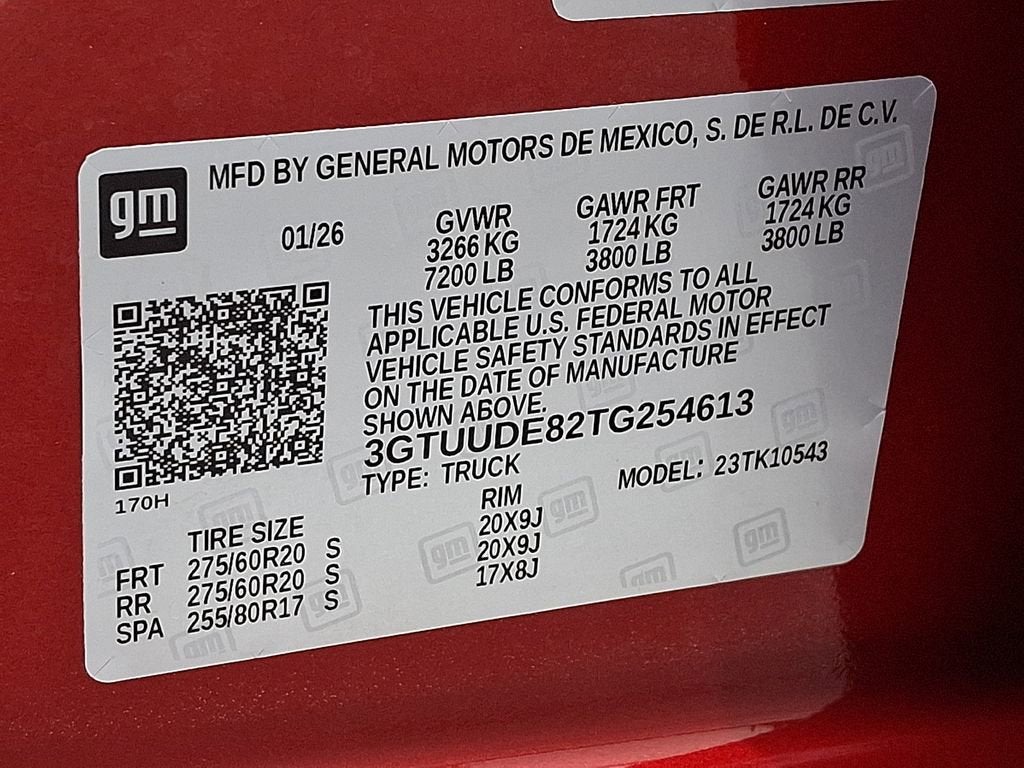 gm
MFD BY GENERAL MOTORS DE MEXICO, S. DE R.L. DE C.V.
01/26
GVWR
3266 KG
7200 LB
GAWR FRT
1724 KG
3800 LB
GAWR RR
1724 KG
3800 LB
THIS VEHICLE CONFORMS TO ALL
APPLICABLE U.S. FEDERAL MOTOR
VEHICLE SAFETY STANDARDS IN EFFECT
ON THE DATE OF MANUFACTURE
SHOWN ABOVE.
3GTUUDE82TG254613
TYPE: TRUCK
MODEL: 23TK10543
170H
TIRE SIZE RIM
FRT 275/60R20 S 20X9J
RR 275/60R20 S 20X9J
SPA 255/80R17 S 17X8J